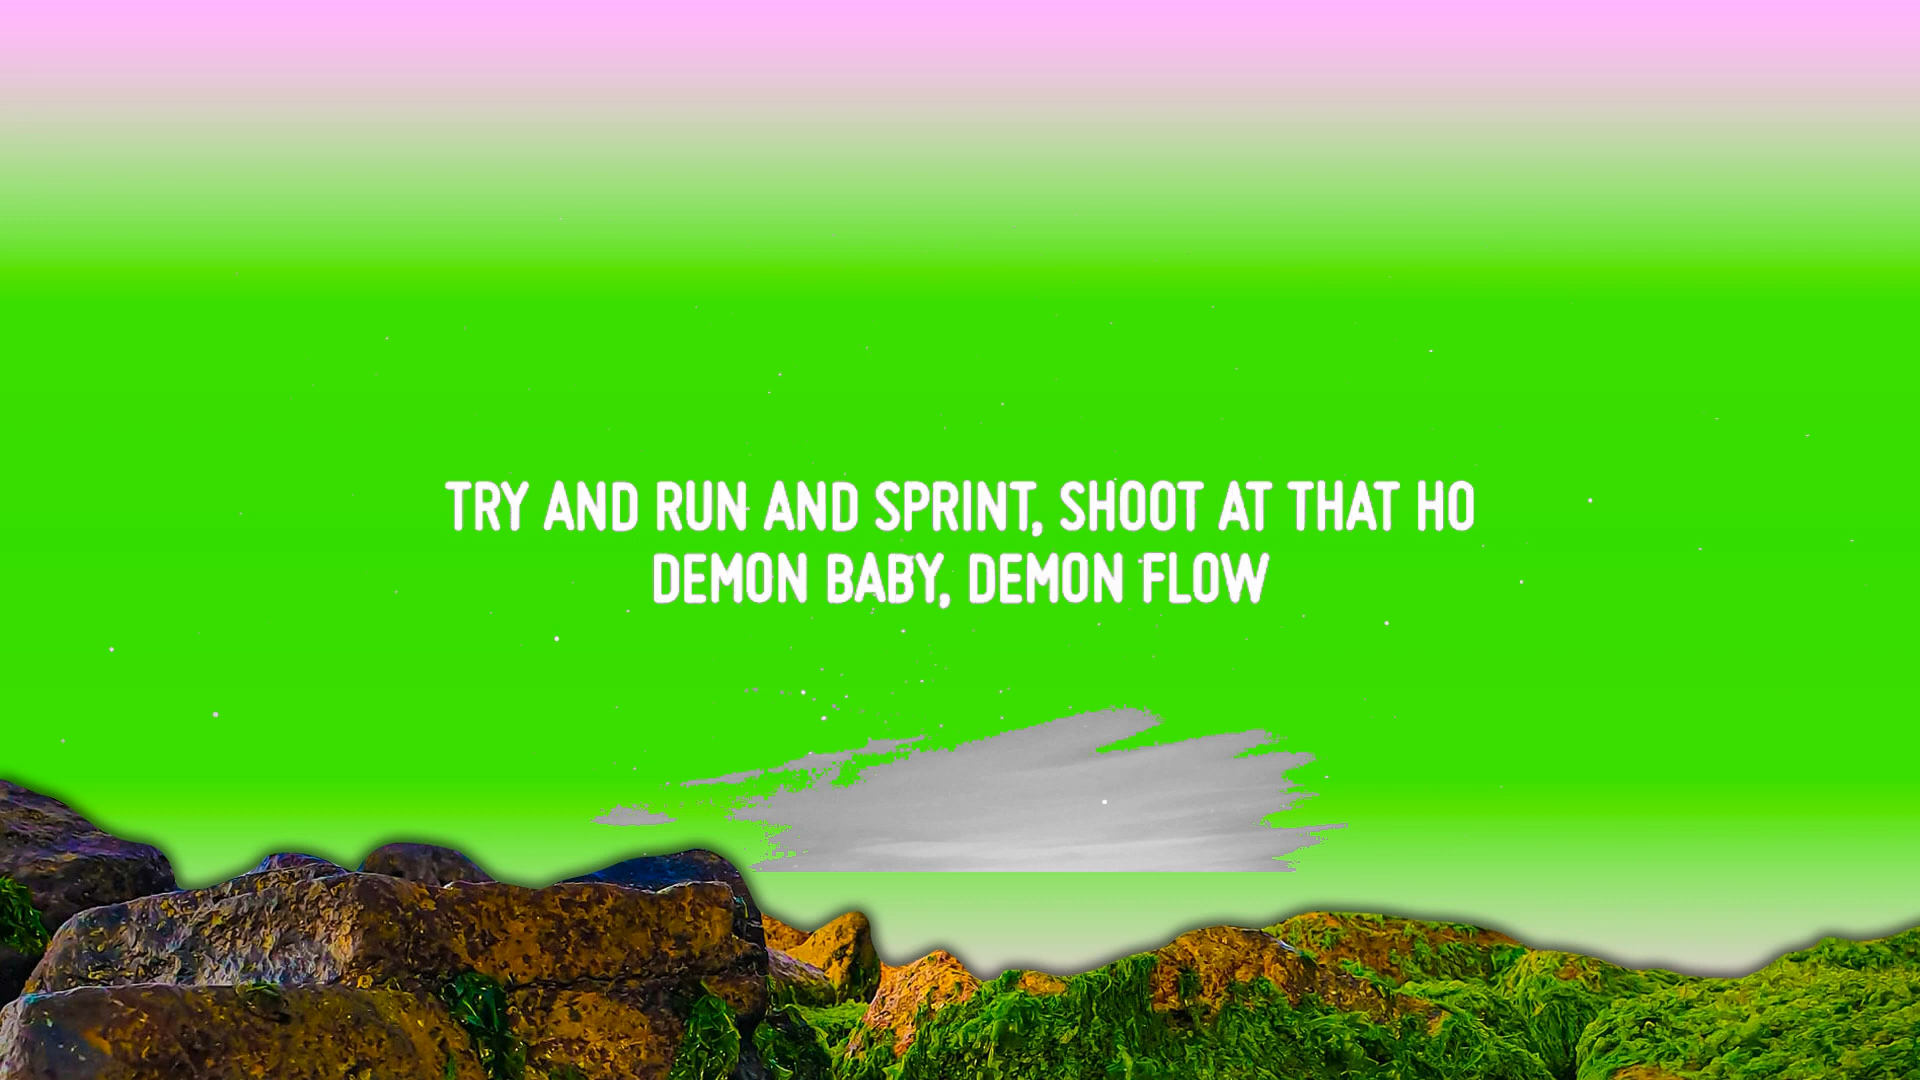 TRY AND RUN AND SPRINT, SHOOT AT THAT HO
DEMON BABY, DEMON FLOW